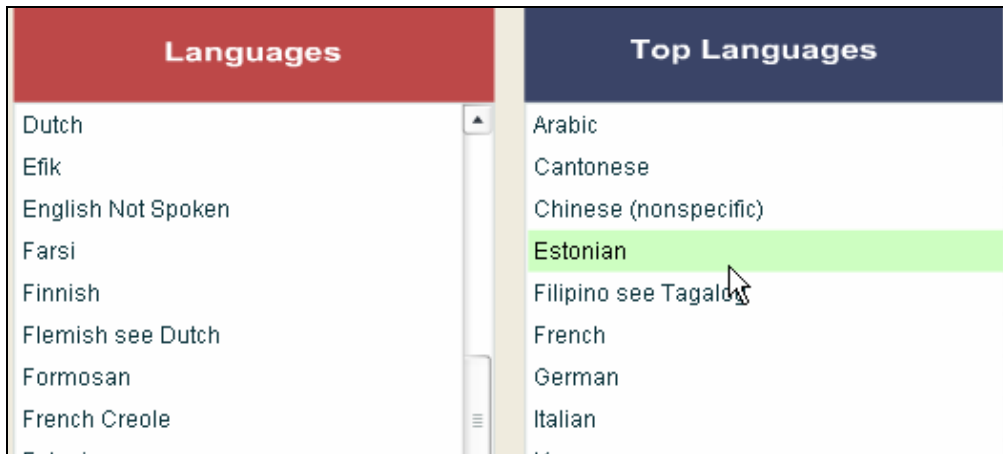 Languages
Dutch
Efik
English Not Spoken
Farsi
Finnish
Flemish see Dutch
Formosan
French Creole
Top Languages
Arabic
Cantonese
Chinese (nonspecific)
Estonian
Filipino see Tagalog
French
German
Italian